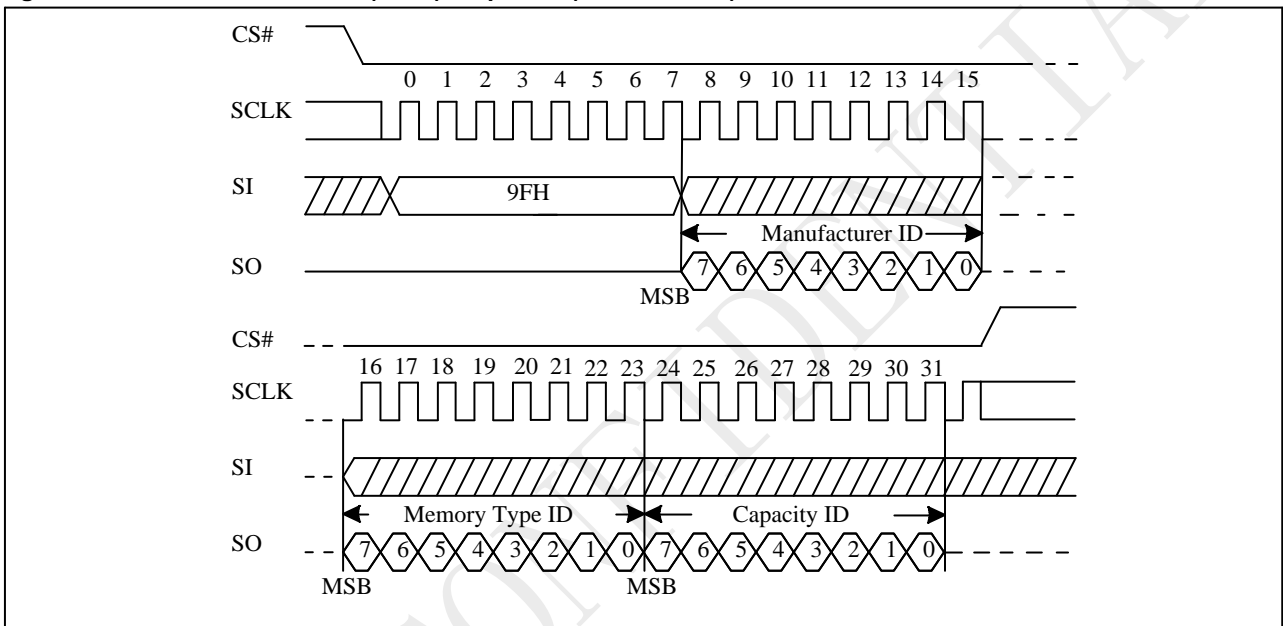 CS#
0 1 2 3 4 5 6 7 8 9 10 11 12 13 14 15
SCLK
SI
9FH
Manufacturer ID
SO
7 6 5 4 3 2 1 0
MSB
CS#
16 17 18 19 20 21 22 23 24 25 26 27 28 29 30 31
SCLK
SI
Memory Type ID Capacity ID
SO
7 6 5 4 3 2 1 0 7 6 5 4 3 2 1 0
MSB MSB